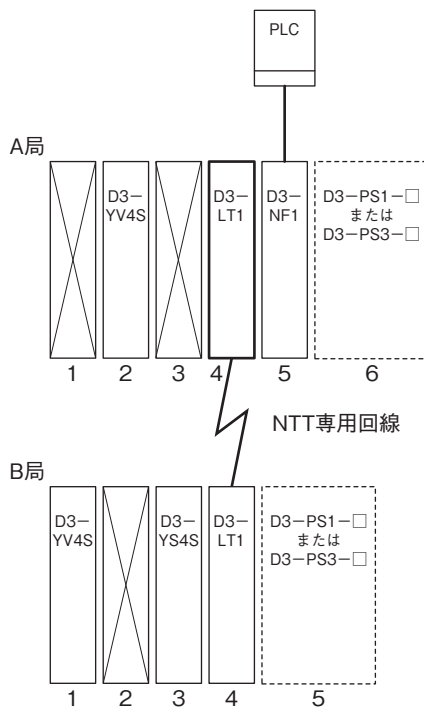 PLC
A局
D3−
YV4S
D3−
LT1
D3−
NF1
D3−PS1−□
または
D3−PS3−□
1
2
3
4
5
6
NTT専用回線
B局
D3−
YV4S
D3−
YS4S
D3−
LT1
D3−PS1−□
または
D3−PS3−□
1
2
3
4
5